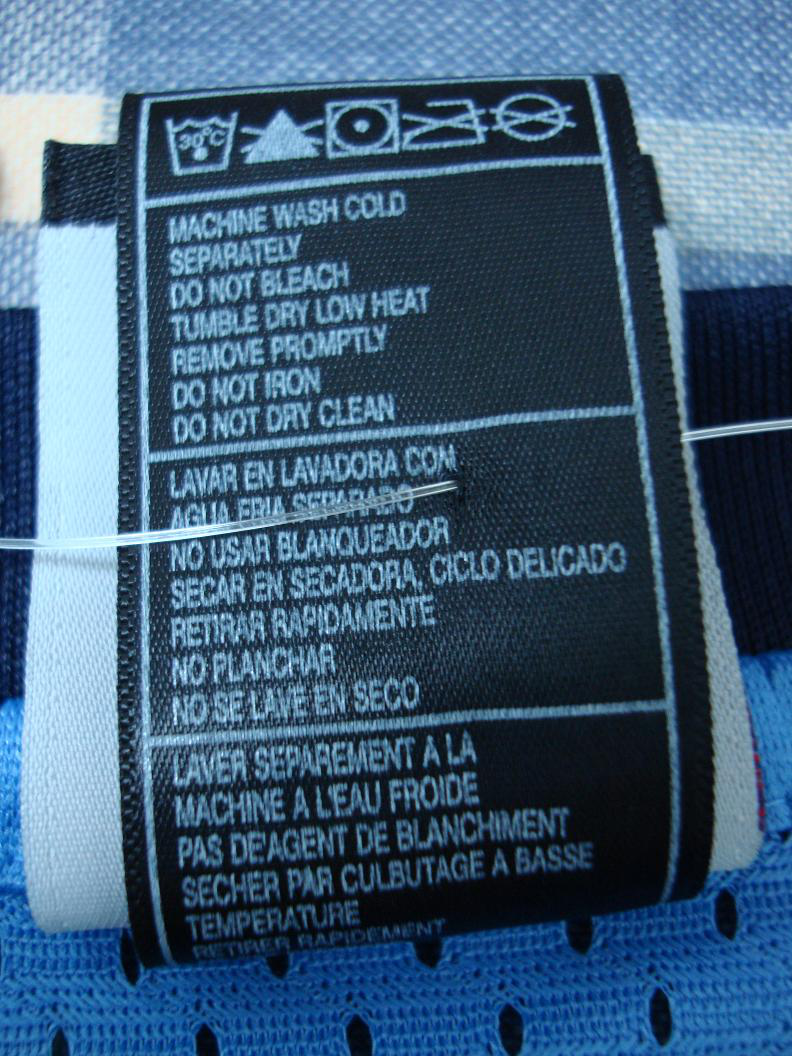 30°C
MACHINE WASH COLD
SEPARATELY
DO NOT BLEACH
TUMBLE DRY LOW HEAT
REMOVE PROMPTLY
DO NOT IRON
DO NOT DRY CLEAN
LAVAR EN LAVADORA CON
AGUA FRIA SEPARADO
NO USAR BLANQUEADOR
SECAR EN SECADORA, CICLO DELICADO
RETIRAR RAPIDAMENTE
NO PLANCHAR
NO SE LAVE EN SECO
LAVER SEPAREMENT A LA
MACHINE A L'EAU FROIDE
PAS DE'AGENT DE BLANCHIMENT
SECHER PAR CULBUTAGE A BASSE
TEMPERATURE
RETIRER RAPIDEMENT